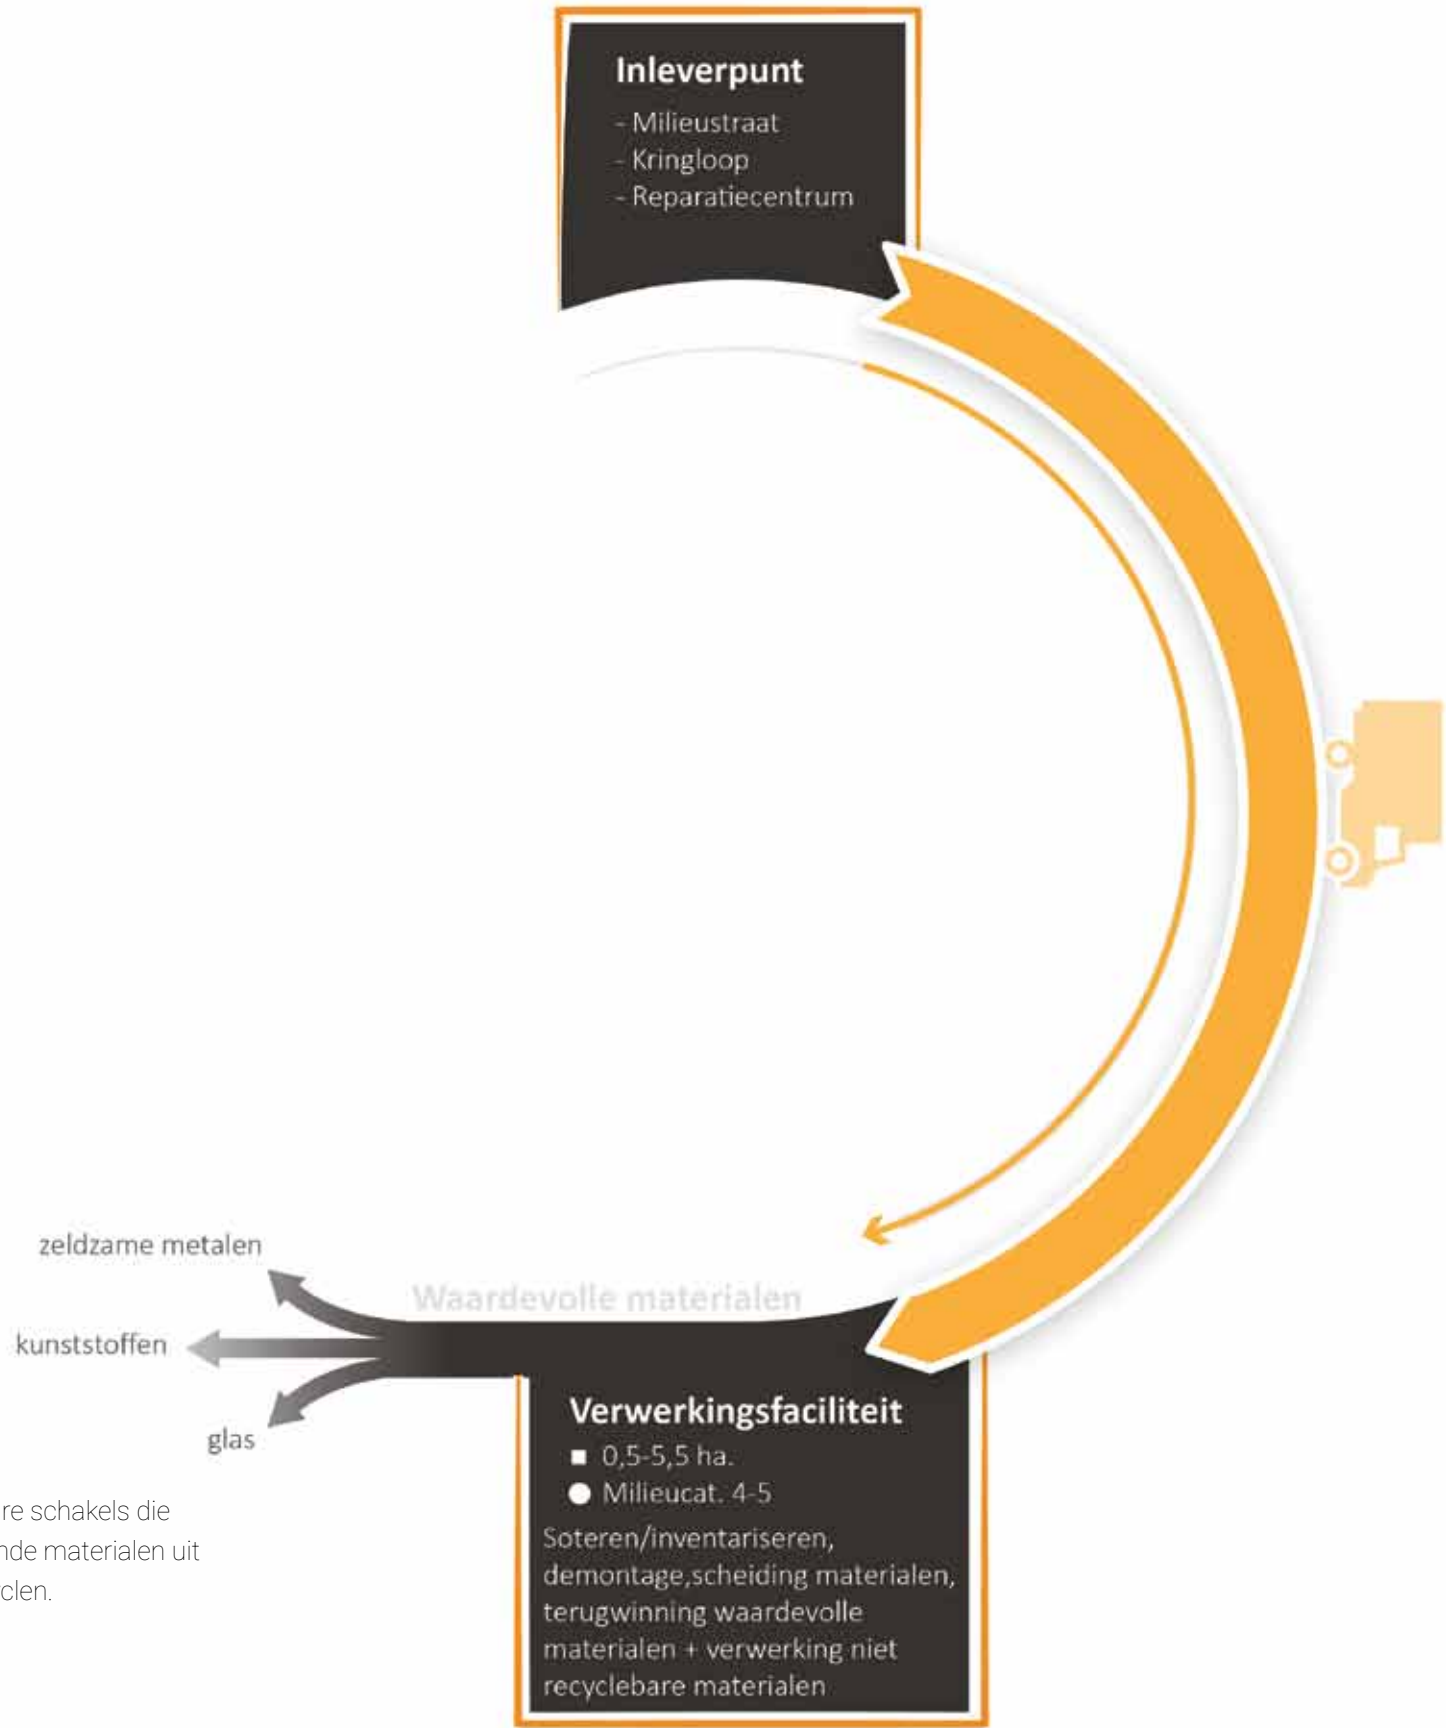 Inleverpunt
- Milieustraat
- Kringloop
- Reparatiecentrum
zeldzame metalen
Waardevolle materialen
kunststoffen
glas
Verwerkingsfaciliteit
0,5-5,5 ha.
Milieucat. 4-5
Soteren/inventariseren,
demontage,scheiding materialen,
terugwinning waardevolle
materialen + verwerking niet
recyclebare materialen
re schakels die
nde materialen uit
clen.